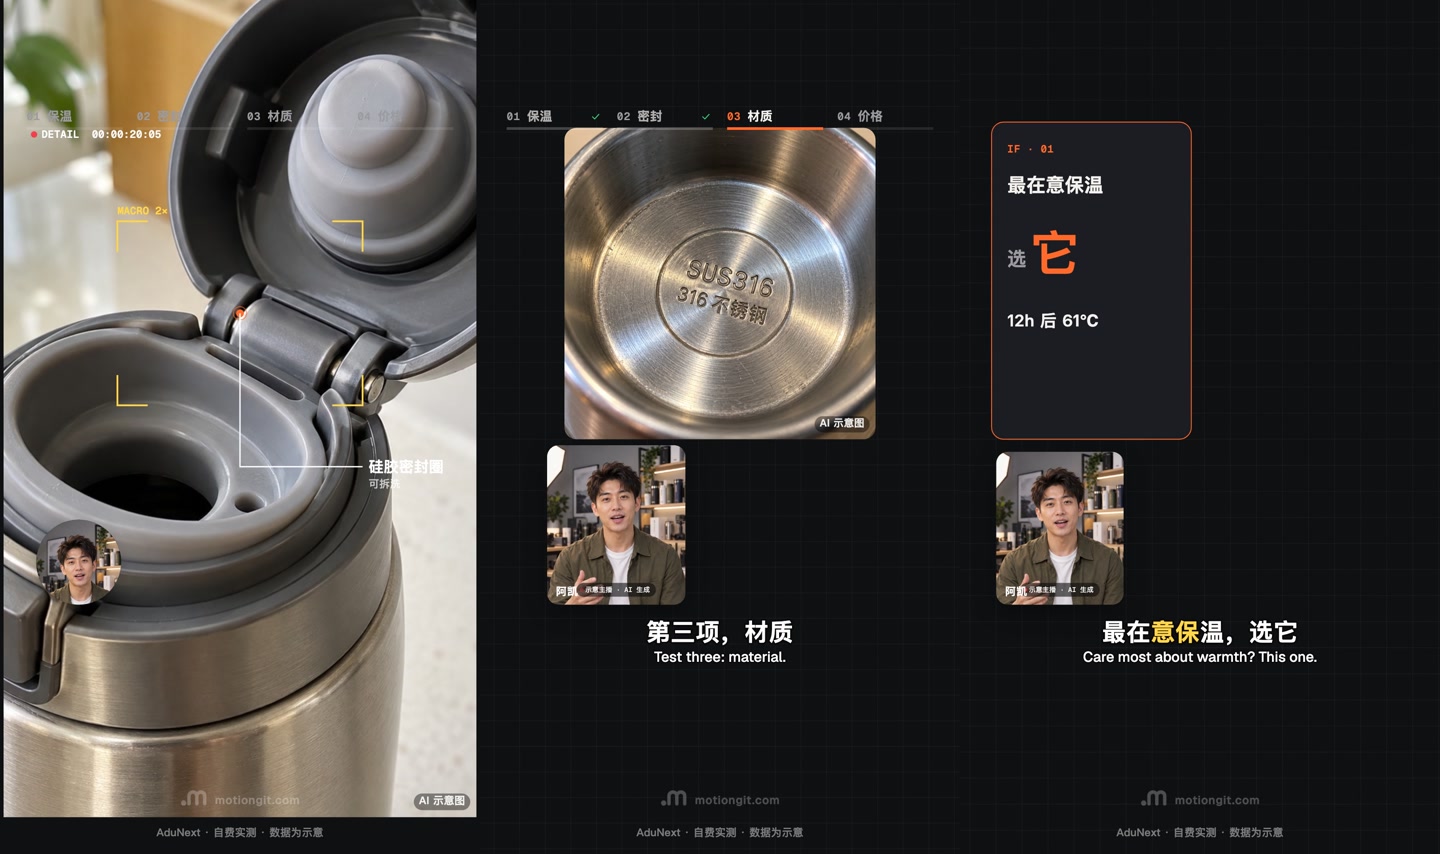 01 保温 02 密封 03 材质 04 价格
DETAIL 00:00:20:05
MACRO 2×
硅胶密封圈
可拆洗
AI 示意图
.m motiongit.com
AduNext · 自费实测 · 数据为示意
01 保温 ✓ 02 密封 ✓ 03 材质 04 价格
SUS316
316 不锈钢
AI 示意图
阿凯 示意主播 · AI 生成
第三项，材质
Test three: material.
.m motiongit.com
AduNext · 自费实测 · 数据为示意
IF · 01
最在意保温
选 它
12h 后 61°C
阿凯 示意主播 · AI 生成
最在意保温，选它
Care most about warmth? This one.
.m motiongit.com
AduNext · 自费实测 · 数据为示意